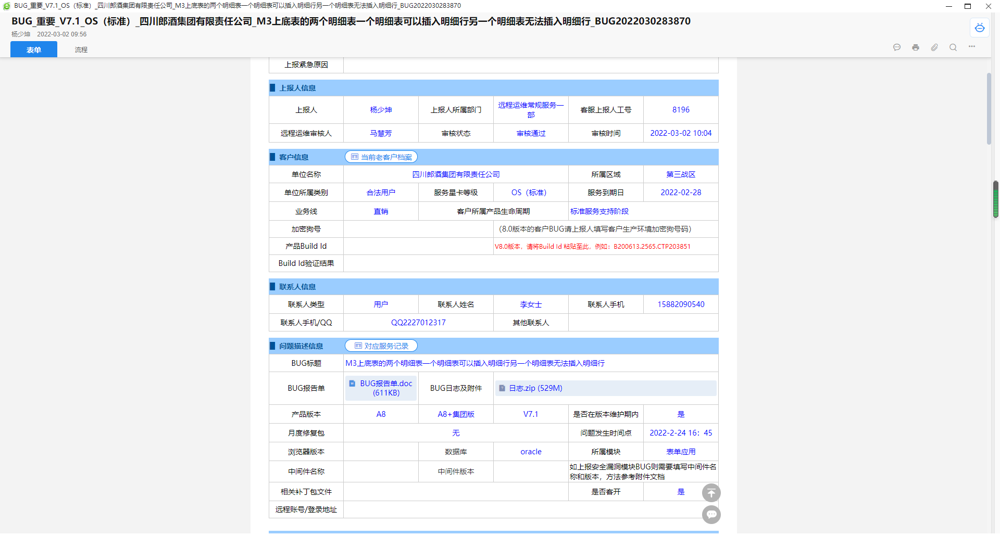 BUG_重要_V7.1_OS（标准）_四川郎酒集团有限责任公司_M3上底表的两个明细表一个明细表可以插入明细行另一个明细表无法插入明细行_BUG2022030283870
BUG_重要_V7.1_OS（标准）_四川郎酒集团有限责任公司_M3上底表的两个明细表一个明细表可以插入明细行另一个明细表无法插入明细行_BUG2022030283870
杨少坤 2022-03-02 09:56
表单 流程
上报紧急原因
上报人信息
上报人 杨少坤 上报人所属部门 远程运维常规服务一部 客服上报人工号 8196
远程运维审核人 马慧芳 审核状态 审核通过 审核时间 2022-03-02 10:04
客户信息 当前老客户档案
单位名称 四川郎酒集团有限责任公司 所属区域 第三战区
单位所属类别 合法用户 服务星卡等级 OS（标准） 服务到期日 2022-02-28
业务线 直销 客户所属产品生命周期 标准服务支持阶段
加密狗号 （8.0版本的客户BUG请上报人填写客户生产环境加密狗号码）
产品Build Id V8.0版本，请将Build Id 粘贴至此，例如：B200613.2565.CTP203851
Build Id验证结果
联系人信息
联系人类型 用户 联系人姓名 李女士 联系人手机 15882090540
联系人手机/QQ QQ2227012317 其他联系人
问题描述信息 对应服务记录
BUG标题 M3上底表的两个明细表一个明细表可以插入明细行另一个明细表无法插入明细行
BUG报告单 BUG报告单.doc (611KB) BUG日志及附件 日志.zip (529M)
产品版本 A8 A8+集团版 V7.1 是否在版本维护期内 是
月度修复包 无 问题发生时间点 2022-2-24 16：45
浏览器版本 数据库 oracle 所属模块 表单应用
中间件名称 中间件版本 如上报安全漏洞模块BUG则需要填写中间件名称和版本，方法参考附件文档
相关补丁包文件 是否客开 是
远程账号/登录地址